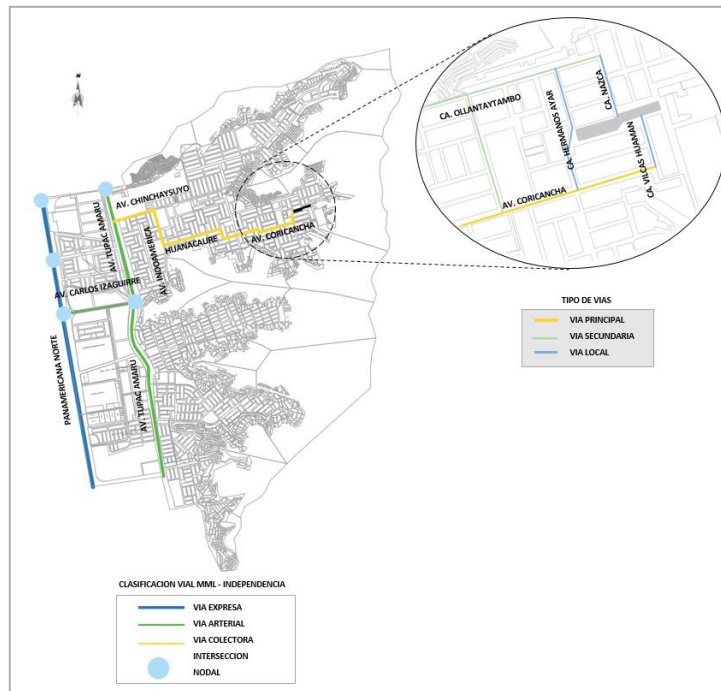 N
AV. CHINCHAYSUYO
AV. TUPAC AMARU
AV. INDOAMERICA
HUANACAURE
AV. CORICANCHA
AV. CARLOS IZAGUIRRE
PANAMERICANA NORTE
AV. TUPAC AMARU
CA. OLLANTAYTAMBO
CA. HERMANOS AYAR
CA. NAZCA
CA. VILCAS HUAMAN
AV. CORICANCHA
TIPO DE VIAS
VIA PRINCIPAL
VIA SECUNDARIA
VIA LOCAL
CLASIFICACION VIAL MML - INDEPENDENCIA
VIA EXPRESA
VIA ARTERIAL
VIA COLECTORA
INTERSECCION
NODAL